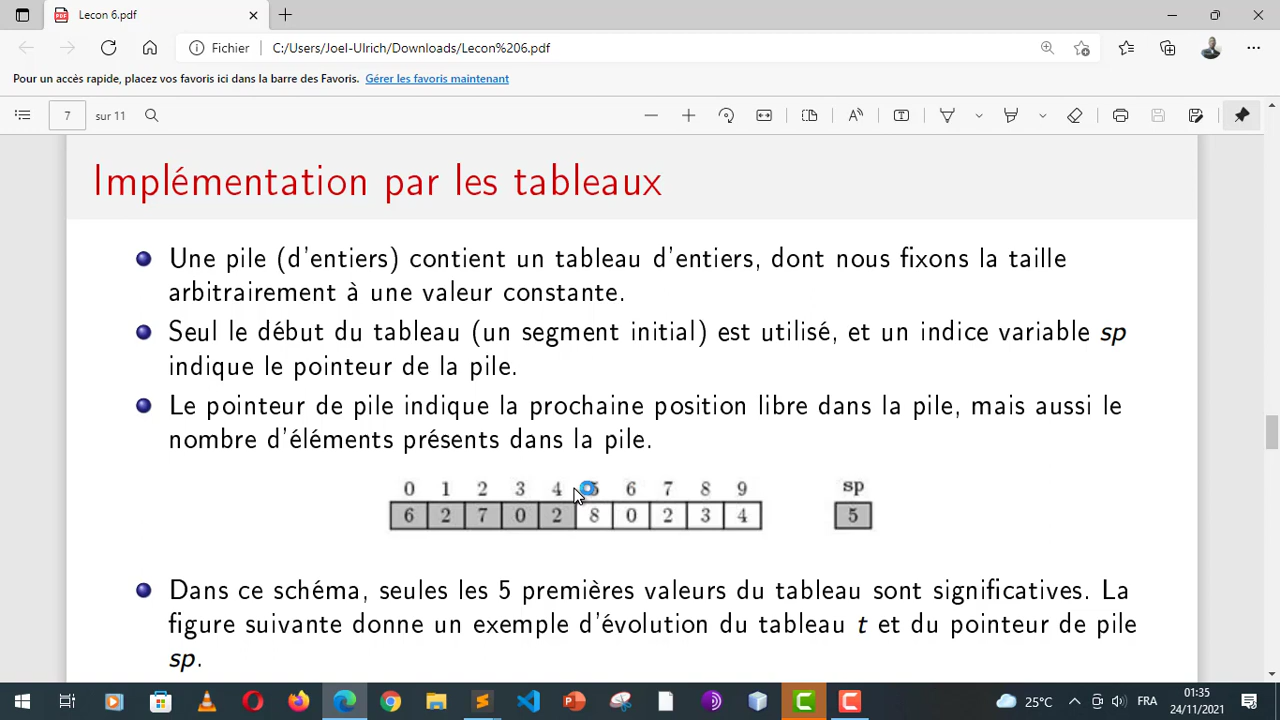 Lecon 6.pdf
Fichier C:/Users/Joel-Ulrich/Downloads/Lecon%206.pdf
Pour un accès rapide, placez vos favoris ici dans la barre des Favoris. Gérer les favoris maintenant
7 sur 11
Implémentation par les tableaux
Une pile (d'entiers) contient un tableau d'entiers, dont nous fixons la taille
arbitrairement à une valeur constante.
Seul le début du tableau (un segment initial) est utilisé, et un indice variable sp
indique le pointeur de la pile.
Le pointeur de pile indique la prochaine position libre dans la pile, mais aussi le
nombre d'éléments présents dans la pile.
0 1 2 3 4 5 6 7 8 9 sp
6 2 7 0 2 8 0 2 3 4 5
Dans ce schéma, seules les 5 premières valeurs du tableau sont significatives. La
figure suivante donne un exemple d'évolution du tableau t et du pointeur de pile
sp.
25°C FRA 01:35
24/11/2021